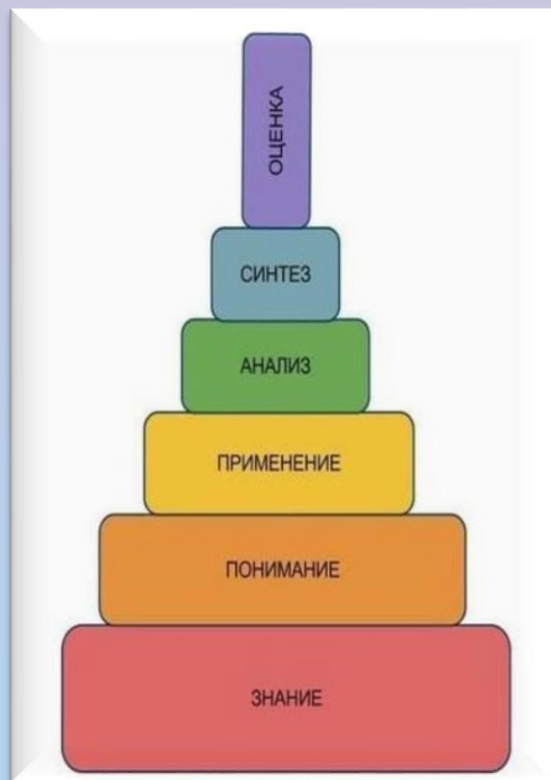 ОЦЕНКА
СИНТЕЗ
АНАЛИЗ
ПРИМЕНЕНИЕ
ПОНИМАНИЕ
ЗНАНИЕ